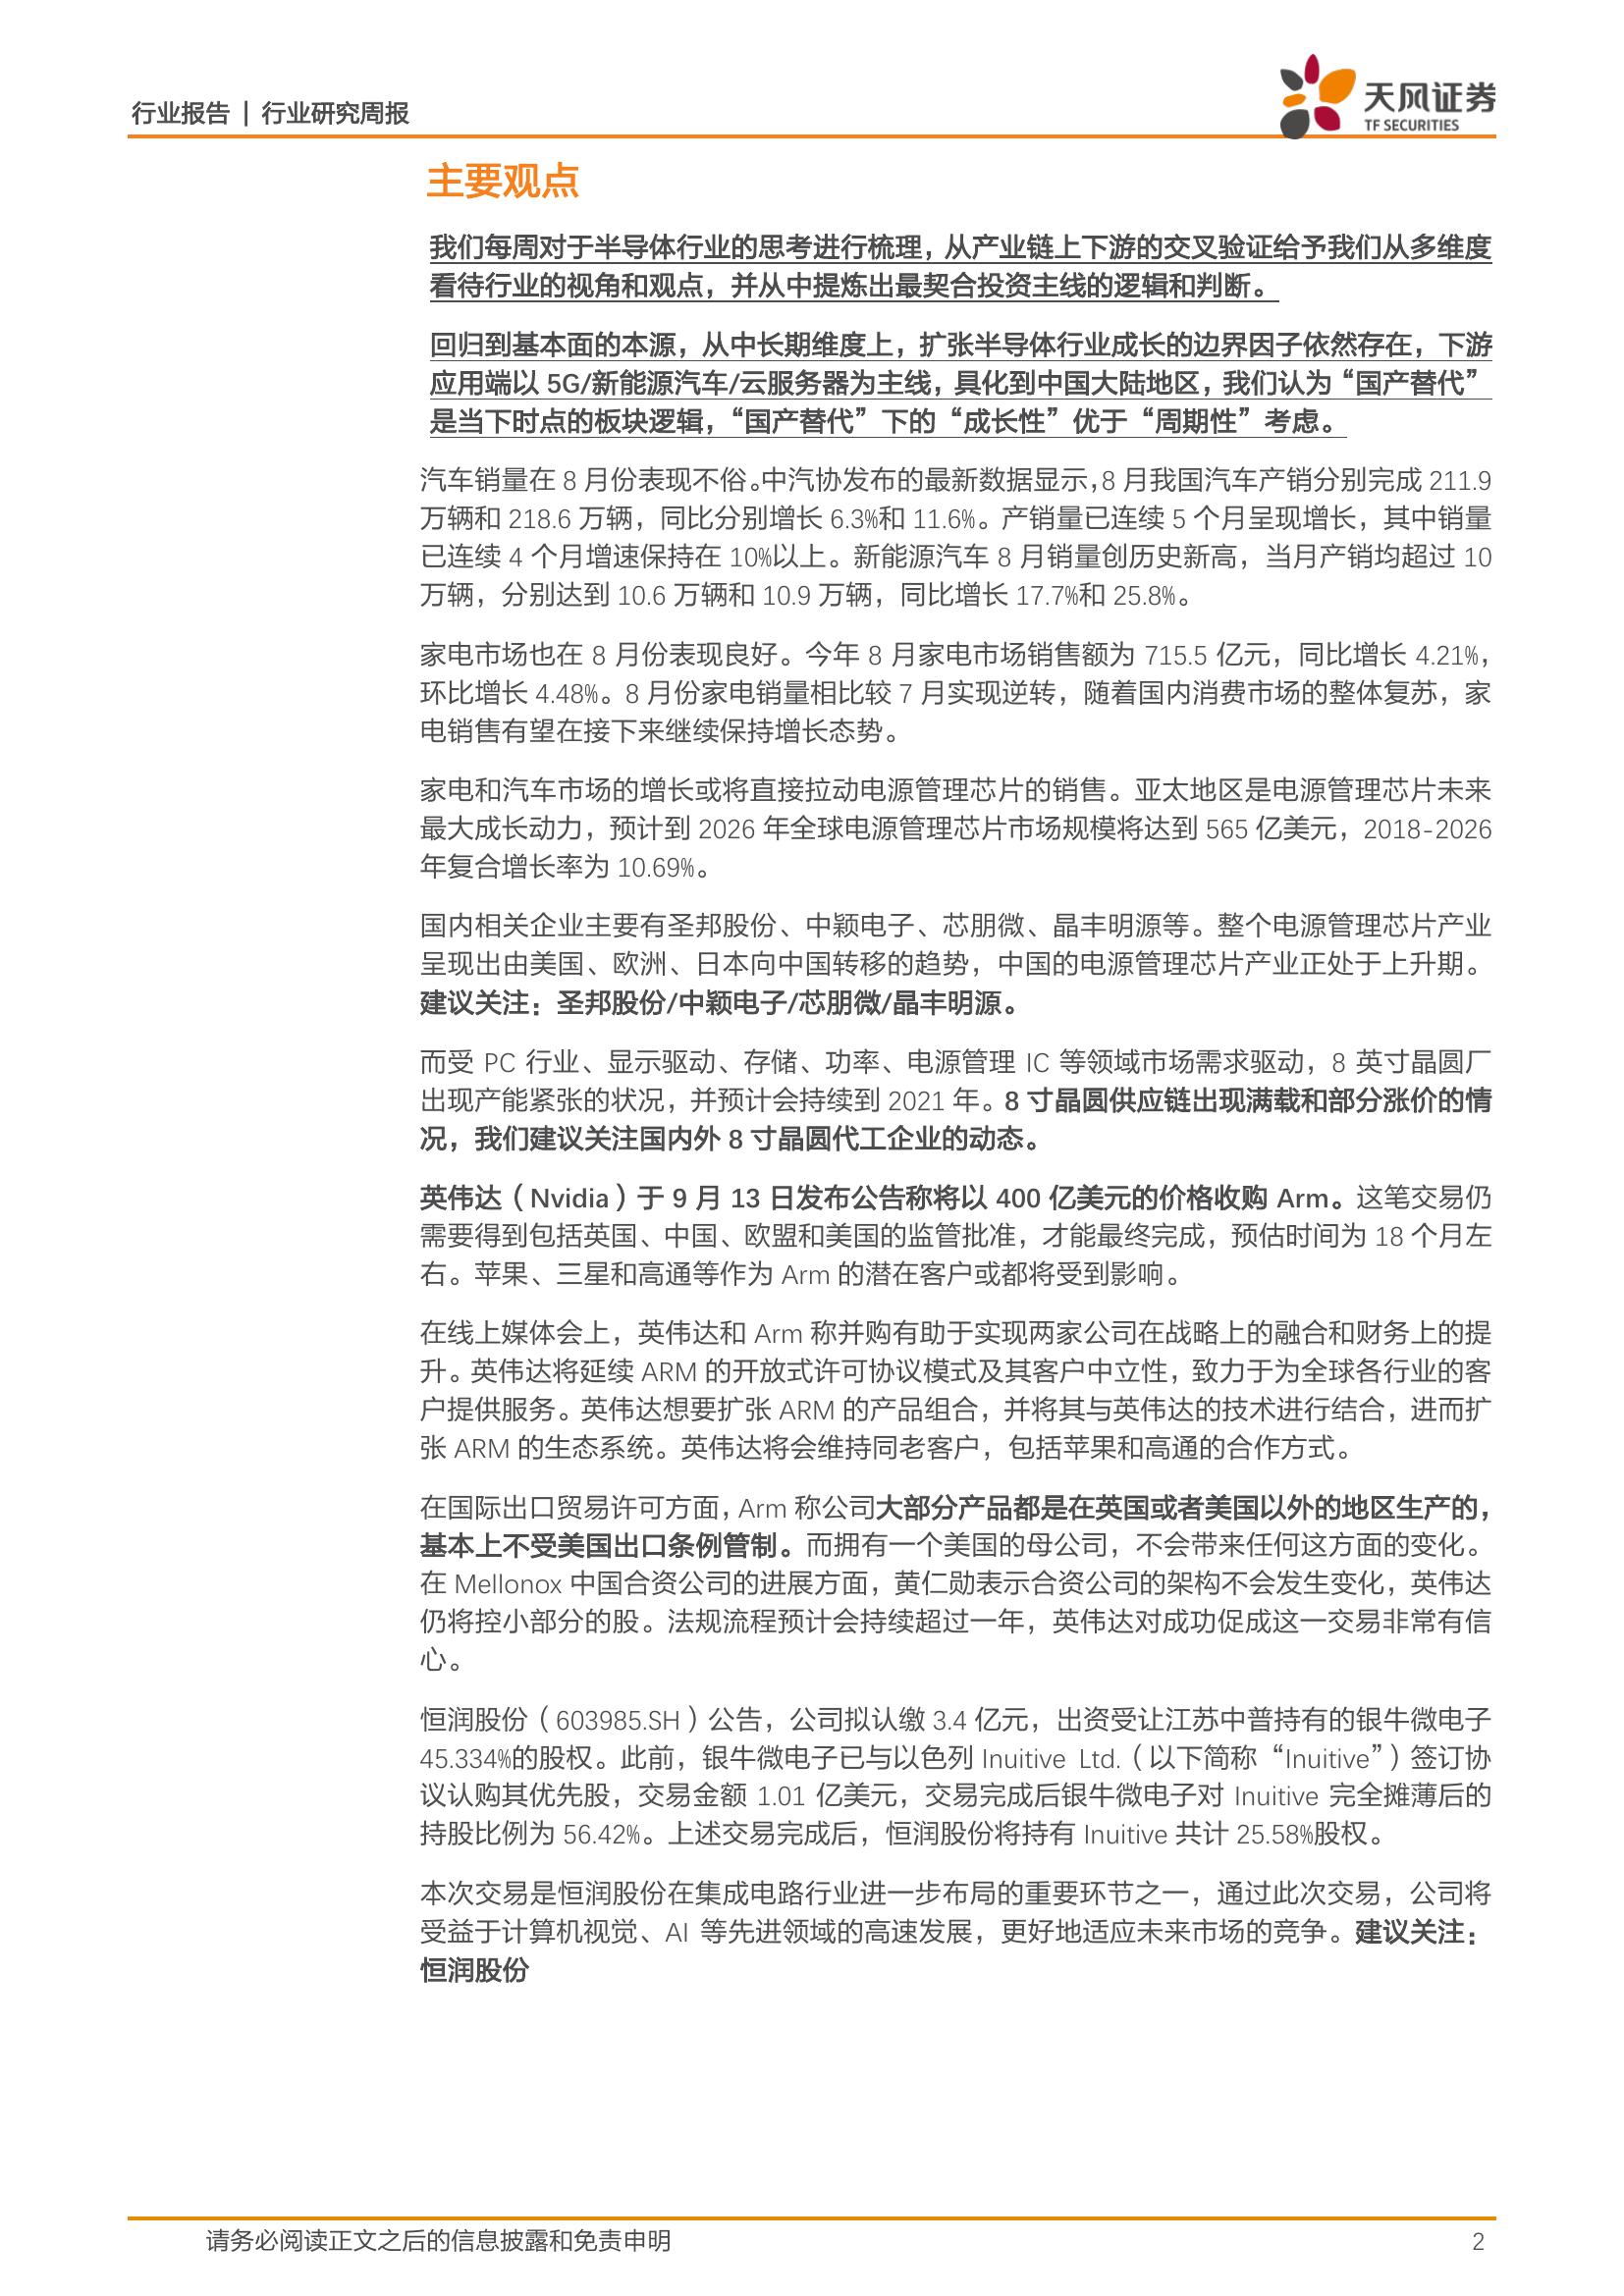 行业报告 | 行业研究周报
天风证券
TF SECURITIES
主要观点
我们每周对于半导体行业的思考进行梳理，从产业链上下游的交叉验证给予我们从多维度
看待行业的视角和观点，并从中提炼出最契合投资主线的逻辑和判断。
回归到基本面的本源，从中长期维度上，扩张半导体行业成长的边界因子依然存在，下游
应用端以 5G/新能源汽车/云服务器为主线，具化到中国大陆地区，我们认为“国产替代”
是当下时点的板块逻辑，“国产替代”下的“成长性”优于“周期性”考虑。
汽车销量在 8 月份表现不俗。中汽协发布的最新数据显示，8 月我国汽车产销分别完成 211.9
万辆和 218.6 万辆，同比分别增长 6.3%和 11.6%。产销量已连续 5 个月呈现增长，其中销量
已连续 4 个月增速保持在 10%以上。新能源汽车 8 月销量创历史新高，当月产销均超过 10
万辆，分别达到 10.6 万辆和 10.9 万辆，同比增长 17.7%和 25.8%。
家电市场也在 8 月份表现良好。今年 8 月家电市场销售额为 715.5 亿元，同比增长 4.21%，
环比增长 4.48%。8 月份家电销量相比较 7 月实现逆转，随着国内消费市场的整体复苏，家
电销售有望在接下来继续保持增长态势。
家电和汽车市场的增长或将直接拉动电源管理芯片的销售。亚太地区是电源管理芯片未来
最大成长动力，预计到 2026 年全球电源管理芯片市场规模将达到 565 亿美元，2018-2026
年复合增长率为 10.69%。
国内相关企业主要有圣邦股份、中颖电子、芯朋微、晶丰明源等。整个电源管理芯片产业
呈现出由美国、欧洲、日本向中国转移的趋势，中国的电源管理芯片产业正处于上升期。
建议关注：圣邦股份/中颖电子/芯朋微/晶丰明源。
而受 PC 行业、显示驱动、存储、功率、电源管理 IC 等领域市场需求驱动，8 英寸晶圆厂
出现产能紧张的状况，并预计会持续到 2021 年。8 寸晶圆供应链出现满载和部分涨价的情
况，我们建议关注国内外 8 寸晶圆代工企业的动态。
英伟达（Nvidia）于 9 月 13 日发布公告称将以 400 亿美元的价格收购 Arm。这笔交易仍
需要得到包括英国、中国、欧盟和美国的监管批准，才能最终完成，预估时间为 18 个月左
右。苹果、三星和高通等作为 Arm 的潜在客户或都将受到影响。
在线上媒体会上，英伟达和 Arm 称并购有助于实现两家公司在战略上的融合和财务上的提
升。英伟达将延续 ARM 的开放式许可协议模式及其客户中立性，致力于为全球各行业的客
户提供服务。英伟达想要扩张 ARM 的产品组合，并将其与英伟达的技术进行结合，进而扩
张 ARM 的生态系统。英伟达将会维持同老客户，包括苹果和高通的合作方式。
在国际出口贸易许可方面，Arm 称公司大部分产品都是在英国或者美国以外的地区生产的，
基本上不受美国出口条例管制。而拥有一个美国的母公司，不会带来任何这方面的变化。
在 Mellonox 中国合资公司的进展方面，黄仁勋表示合资公司的架构不会发生变化，英伟达
仍将控小部分的股。法规流程预计会持续超过一年，英伟达对成功促成这一交易非常有信
心。
恒润股份（603985.SH）公告，公司拟认缴 3.4 亿元，出资受让江苏中普持有的银牛微电子
45.334%的股权。此前，银牛微电子已与以色列 Inuitive Ltd.（以下简称“Inuitive”）签订协
议认购其优先股，交易金额 1.01 亿美元，交易完成后银牛微电子对 Inuitive 完全摊薄后的
持股比例为 56.42%。上述交易完成后，恒润股份将持有 Inuitive 共计 25.58%股权。
本次交易是恒润股份在集成电路行业进一步布局的重要环节之一，通过此次交易，公司将
受益于计算机视觉、AI 等先进领域的高速发展，更好地适应未来市场的竞争。建议关注：
恒润股份
请务必阅读正文之后的信息披露和免责申明
2